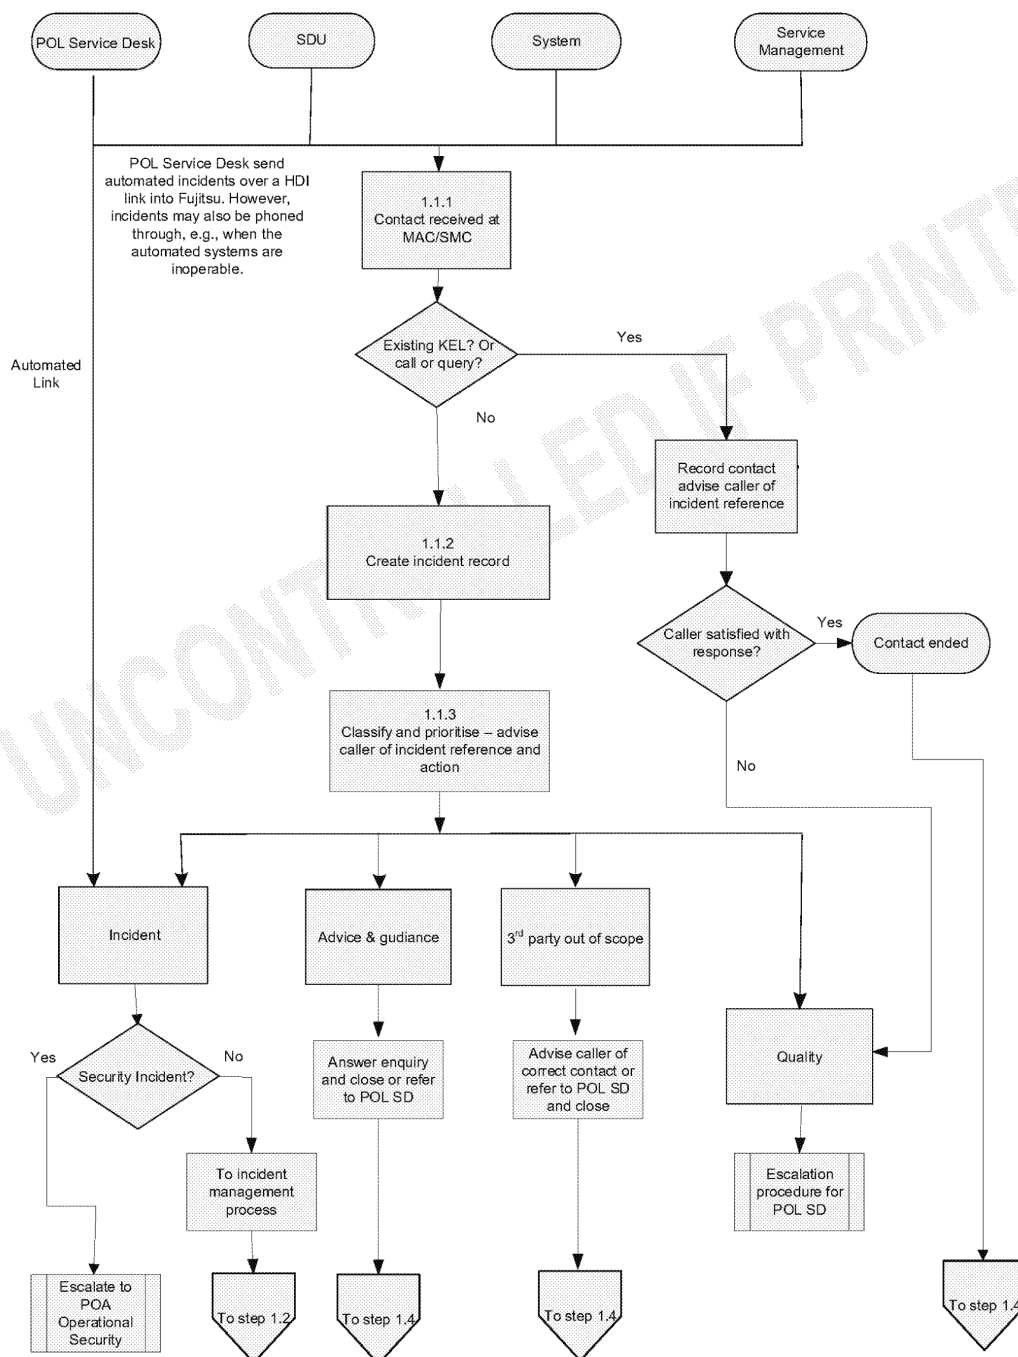 POL Service Desk
SDU
System
Service
Management
POL Service Desk send
automated incidents over a HDI
link into Fujitsu. However,
incidents may also be phoned
through, e.g., when the
automated systems are
inoperable.
1.1.1
Contact received at
MAC/SMC
Automated
Link
Existing KEL? Or
call or query?
Yes
No
Record contact
advise caller of
incident reference
1.1.2
Create incident record
Caller satisfied with
response?
Yes
Contact ended
No
1.1.3
Classify and prioritise – advise
caller of incident reference and
action
Incident
Advice & gudiance
3rd party out of scope
Quality
Yes
Security Incident?
No
Answer enquiry
and close or refer
to POL SD
Advise caller of
correct contact or
refer to POL SD
and close
To incident
management
process
Escalation
procedure for
POL SD
Escalate to
POA
Operational
Security
To step 1.2
To step 1.4
To step 1.4
To step 1.4
UNCONTROLLED IF PRINTE